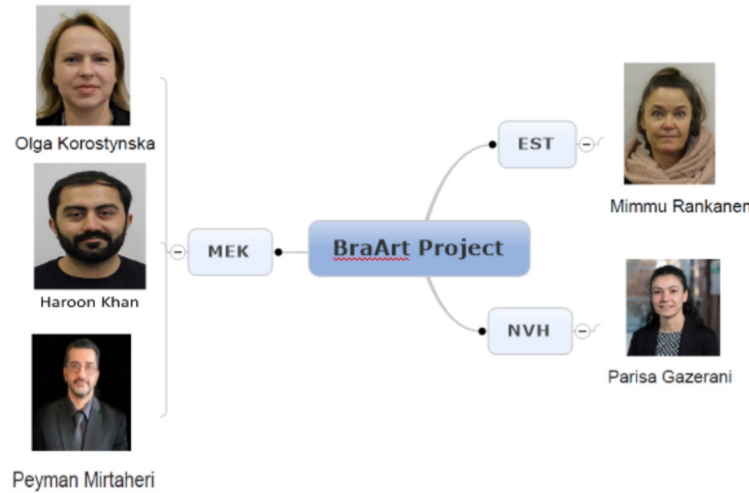 Olga Korostynska
Haroon Khan
Peyman Mirtaheri
MEK
BraArt Project
EST
Mimmu Rankanen
NVH
Parisa Gazerani